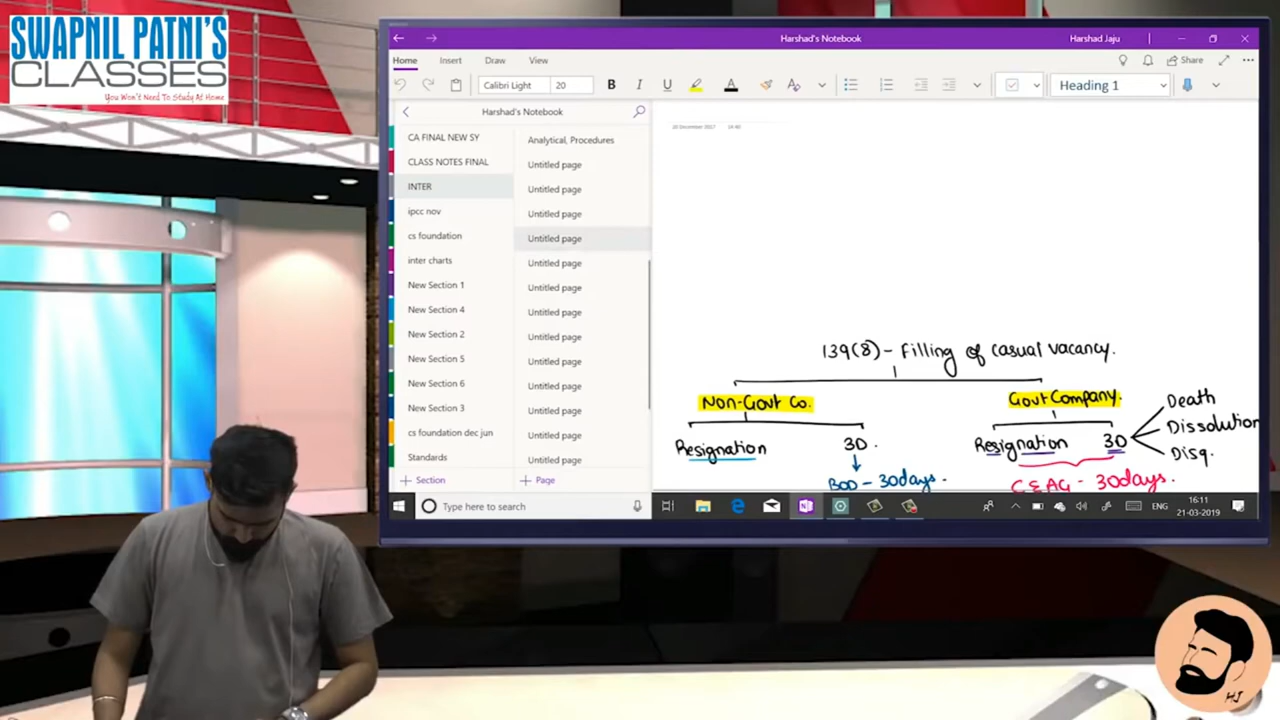 SWAPNIL PATNI'S
CLASSES
You Won't Need To Study At Home
Harshad's Notebook
Harshad Jaju
Home
Insert
Draw
View
Share
Calibri Light
20
B
I
U
A
Heading 1
Harshad's Notebook
CA FINAL NEW SY
CLASS NOTES FINAL
INTER
ipcc nov
cs foundation
inter charts
New Section 1
New Section 4
New Section 2
New Section 5
New Section 6
New Section 3
cs foundation dec jun
Standards
+ Section
Analytical, Procedures
Untitled page
Untitled page
Untitled page
Untitled page
Untitled page
Untitled page
Untitled page
Untitled page
Untitled page
Untitled page
Untitled page
Untitled page
Untitled page
+ Page
20 December 2017 14:40
139(8) - Filling of casual vacancy.
Non-Govt Co.
Govt Company.
Resignation 30.
Resignation 30
Death
Dissolution
Disq.
BOD - 30days.
C&AG - 30days.
Type here to search
ENG
16:11
21-03-2019
HJ